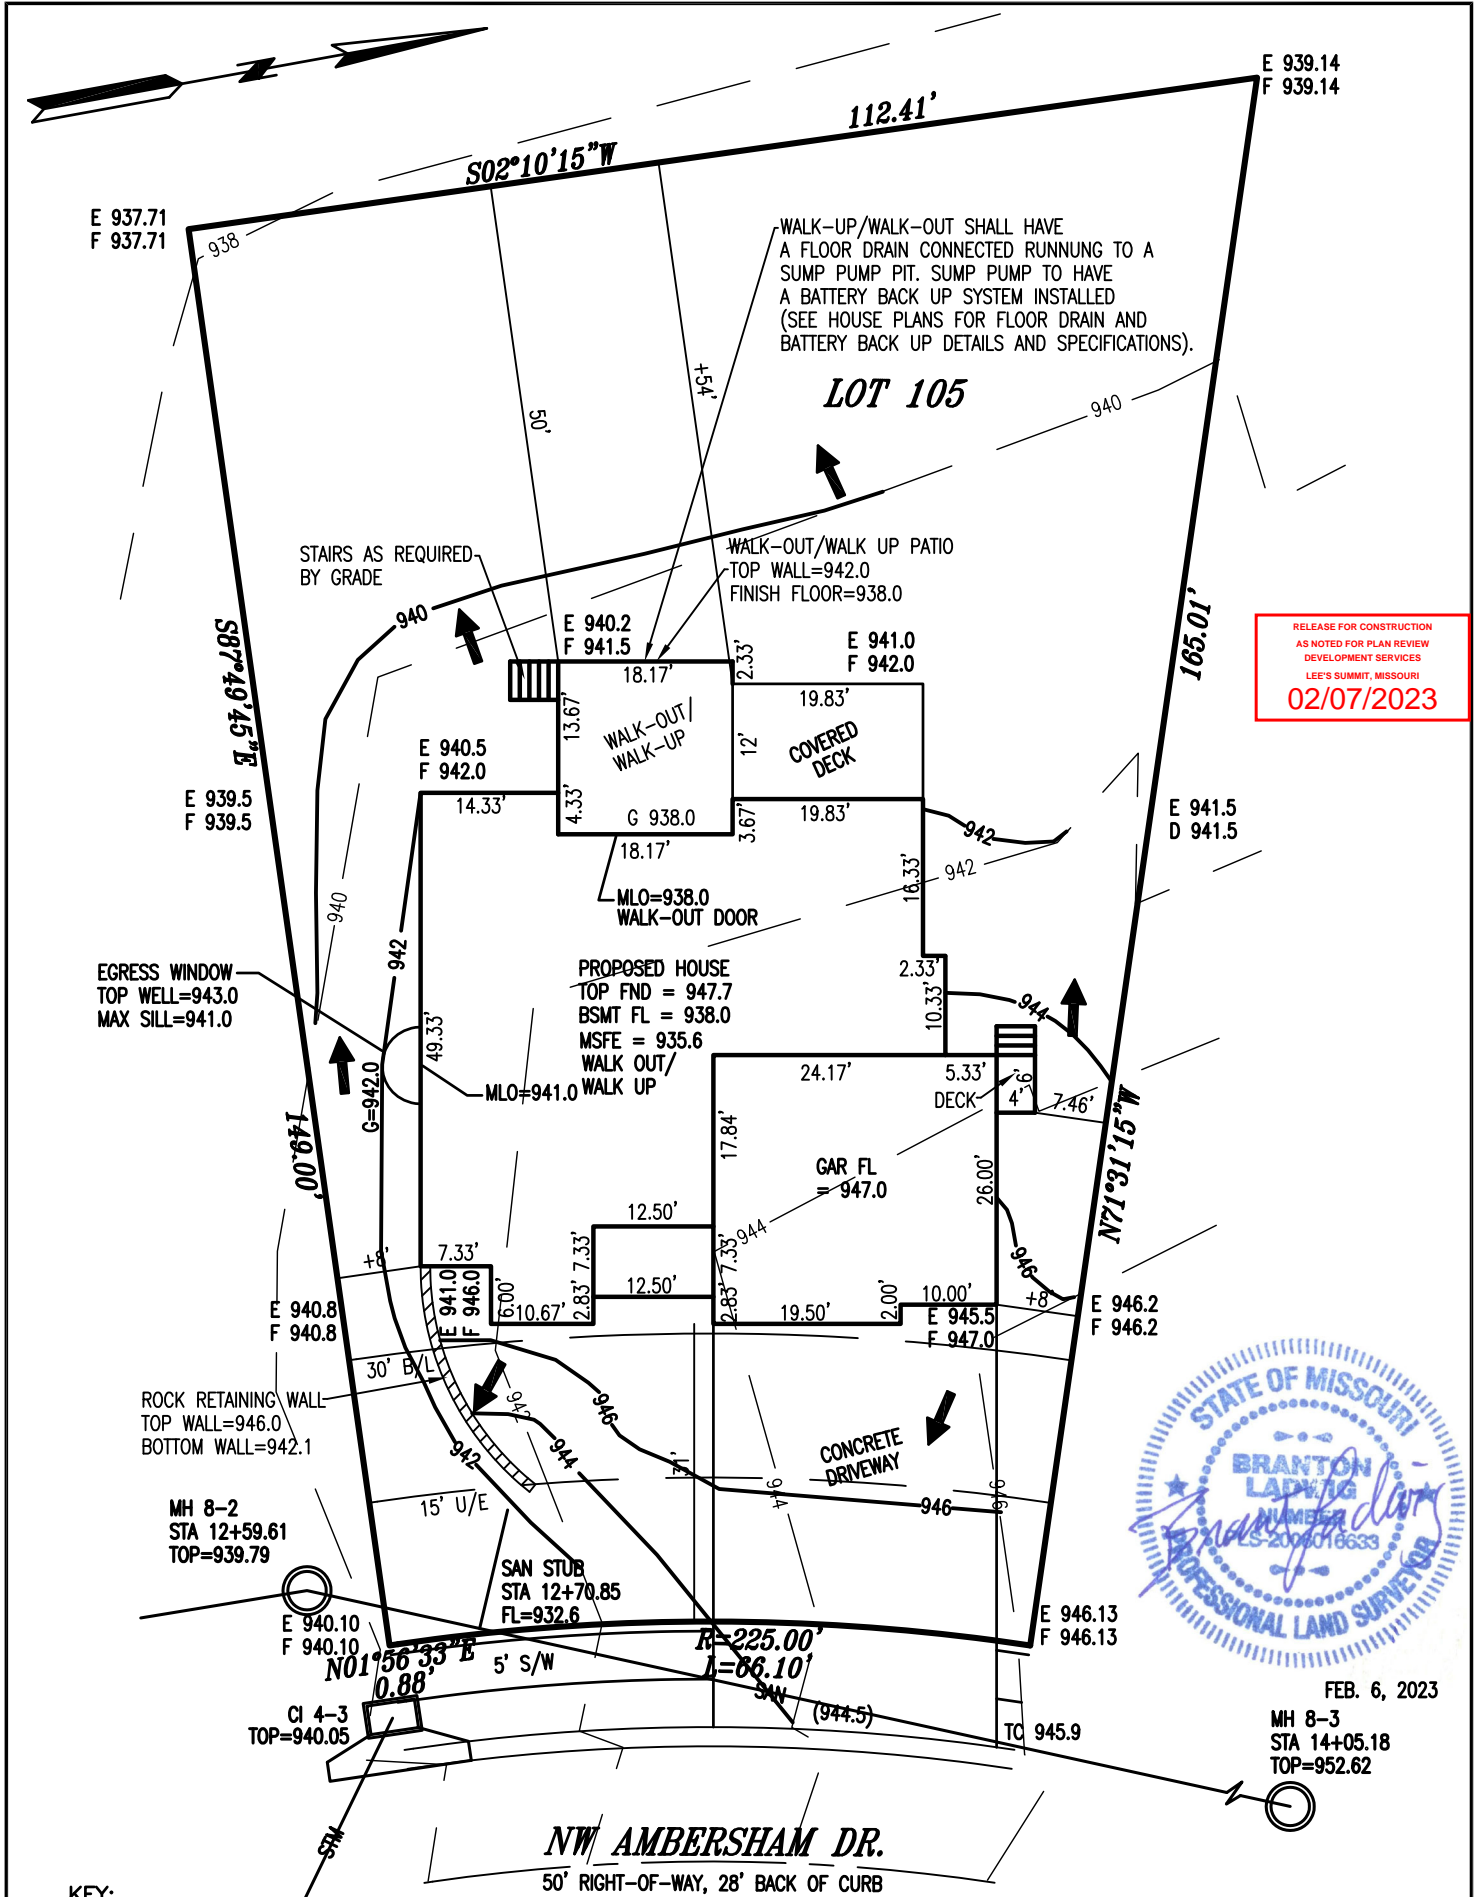 E 939.14
F 939.14
112.41'
S02°10'15"W
E 937.71
F 937.71
938
WALK-UP/WALK-OUT SHALL HAVE
A FLOOR DRAIN CONNECTED RUNNUNG TO A
SUMP PUMP PIT. SUMP PUMP TO HAVE
A BATTERY BACK UP SYSTEM INSTALLED
(SEE HOUSE PLANS FOR FLOOR DRAIN AND
BATTERY BACK UP DETAILS AND SPECIFICATIONS).
+54'
50'
LOT 105
940
STAIRS AS REQUIRED
BY GRADE
WALK-OUT/WALK UP PATIO
TOP WALL=942.0
FINISH FLOOR=938.0
940
E 940.2
F 941.5
E 941.0
F 942.0
165.01'
RELEASE FOR CONSTRUCTION
AS NOTED FOR PLAN REVIEW
DEVELOPMENT SERVICES
LEE'S SUMMIT, MISSOURI
02/07/2023
S87°49'45"E
18.17'
2.33'
19.83'
13.67'
WALK-OUT/
WALK-UP
12'
COVERED
DECK
E 940.5
F 942.0
14.33'
4.33'
G 938.0
3.67'
19.83'
E 939.5
F 939.5
E 941.5
D 941.5
18.17'
942
942
16.33'
MLO=938.0
WALK-OUT DOOR
940
942
EGRESS WINDOW
TOP WELL=943.0
MAX SILL=941.0
PROPOSED HOUSE
TOP FND = 947.7
BSMT FL = 938.0
MSFE = 935.6
WALK OUT/
WALK UP
2.33'
10.33'
944
49.33'
G=942.0
MLO=941.0
24.17'
5.33'
DECK
4'
6'
7.46'
149.00'
N71°31'15"W
17.84'
GAR FL
= 947.0
26.00'
12.50'
944
+8'
7.33'
7.33'
7.33'
946
E 941.0
F 946.0
6.00'
10.67'
2.83'
12.50'
2.83'
19.50'
2.00'
10.00'
+8'
E 940.8
F 940.8
E 945.5
F 947.0
E 946.2
F 946.2
30' B/L
ROCK RETAINING WALL
TOP WALL=946.0
BOTTOM WALL=942.1
942
946
942
944
31'
CONCRETE
DRIVEWAY
944
946
946
15' U/E
MH 8-2
STA 12+59.61
TOP=939.79
SAN STUB
STA 12+70.85
FL=932.6
STATE OF MISSOURI
BRANTON
LADWIG
NUMBER
LS-2006016633
PROFESSIONAL LAND SURVEYOR
E 940.10
F 940.10
E 946.13
F 946.13
N01°56'33"E
0.88'
5' S/W
R=225.00'
L=66.10'
SAN
(944.5)
TC 945.9
CI 4-3
TOP=940.05
FEB. 6, 2023
MH 8-3
STA 14+05.18
TOP=952.62
STM
NW AMBERSHAM DR.
50' RIGHT-OF-WAY, 28' BACK OF CURB
KEY: